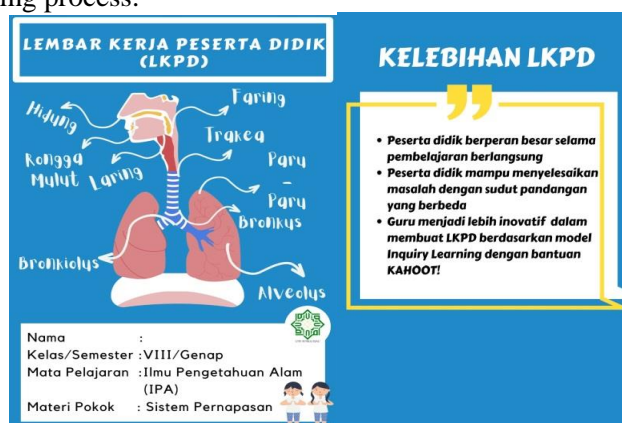 ng process.
LEMBAR KERJA PESERTA DIDIK
(LKPD)
Hidung
Faring
Trakea
Rongga
Mulut
Laring
Paru
-
Paru
Bronkus
Bronkiolus
Alveolus
Nama :
Kelas/Semester :VIII/Genap
Mata Pelajaran :Ilmu Pengetahuan Alam
(IPA)
Materi Pokok : Sistem Pernapasan
KELEBIHAN LKPD
• Peserta didik berperan besar selama
pembelajaran berlangsung
• Peserta didik mampu menyelesaikan
masalah dengan sudut pandangan
yang berbeda
• Guru menjadi lebih inovatif dalam
membuat LKPD berdasarkan model
Inquiry Learning dengan bantuan
KAHOOT!